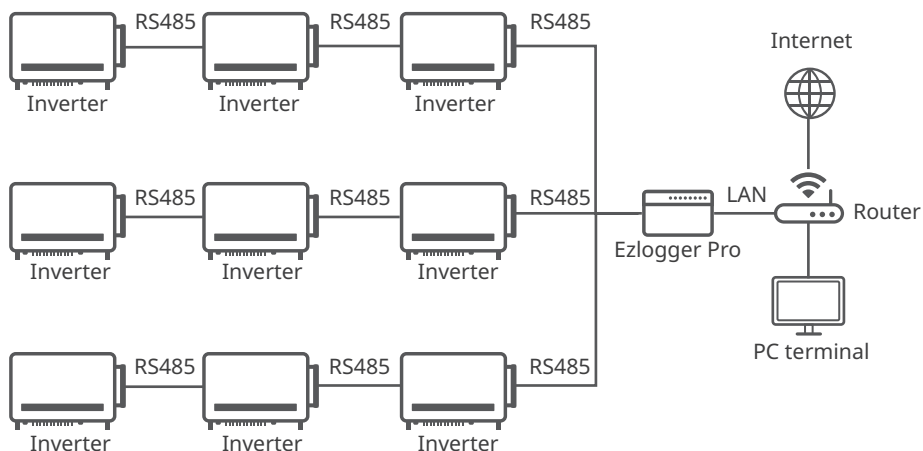 RS485 RS485 RS485
Internet
Inverter Inverter Inverter
RS485 RS485 RS485
LAN
Router
Ezlogger Pro
Inverter Inverter Inverter
PC terminal
RS485 RS485 RS485
Inverter Inverter Inverter